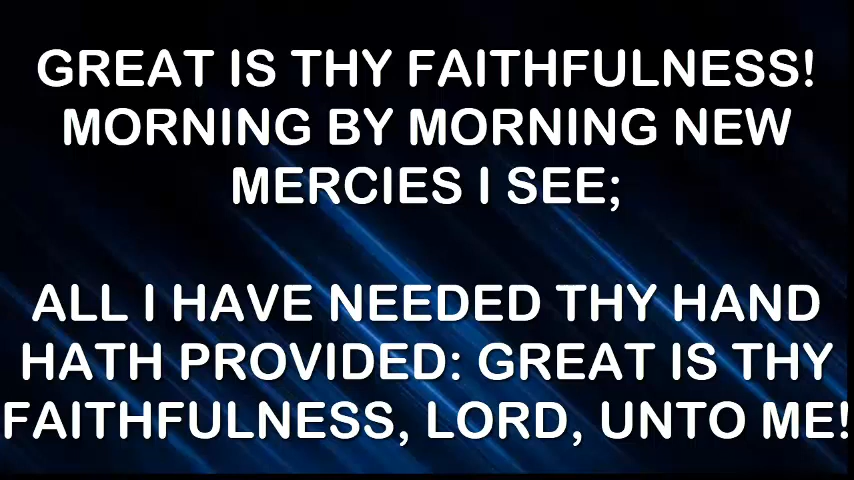 GREAT IS THY FAITHFULNESS!
MORNING BY MORNING NEW
MERCIES I SEE;
ALL I HAVE NEEDED THY HAND
HATH PROVIDED: GREAT IS THY
FAITHFULNESS, LORD, UNTO ME!